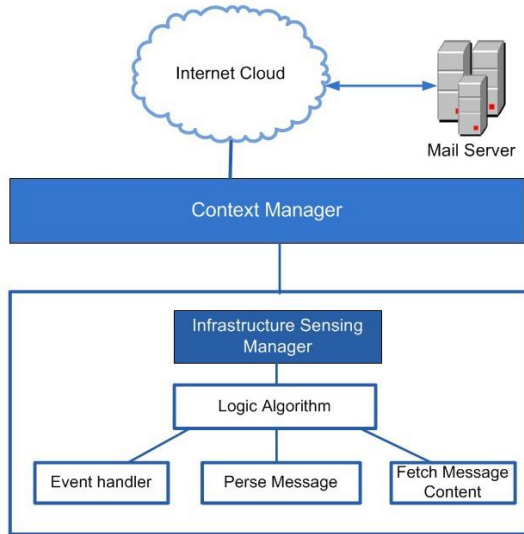 Internet Cloud
Mail Server
Context Manager
Infrastructure Sensing
Manager
Logic Algorithm
Event handler
Perse Message
Fetch Message
Content